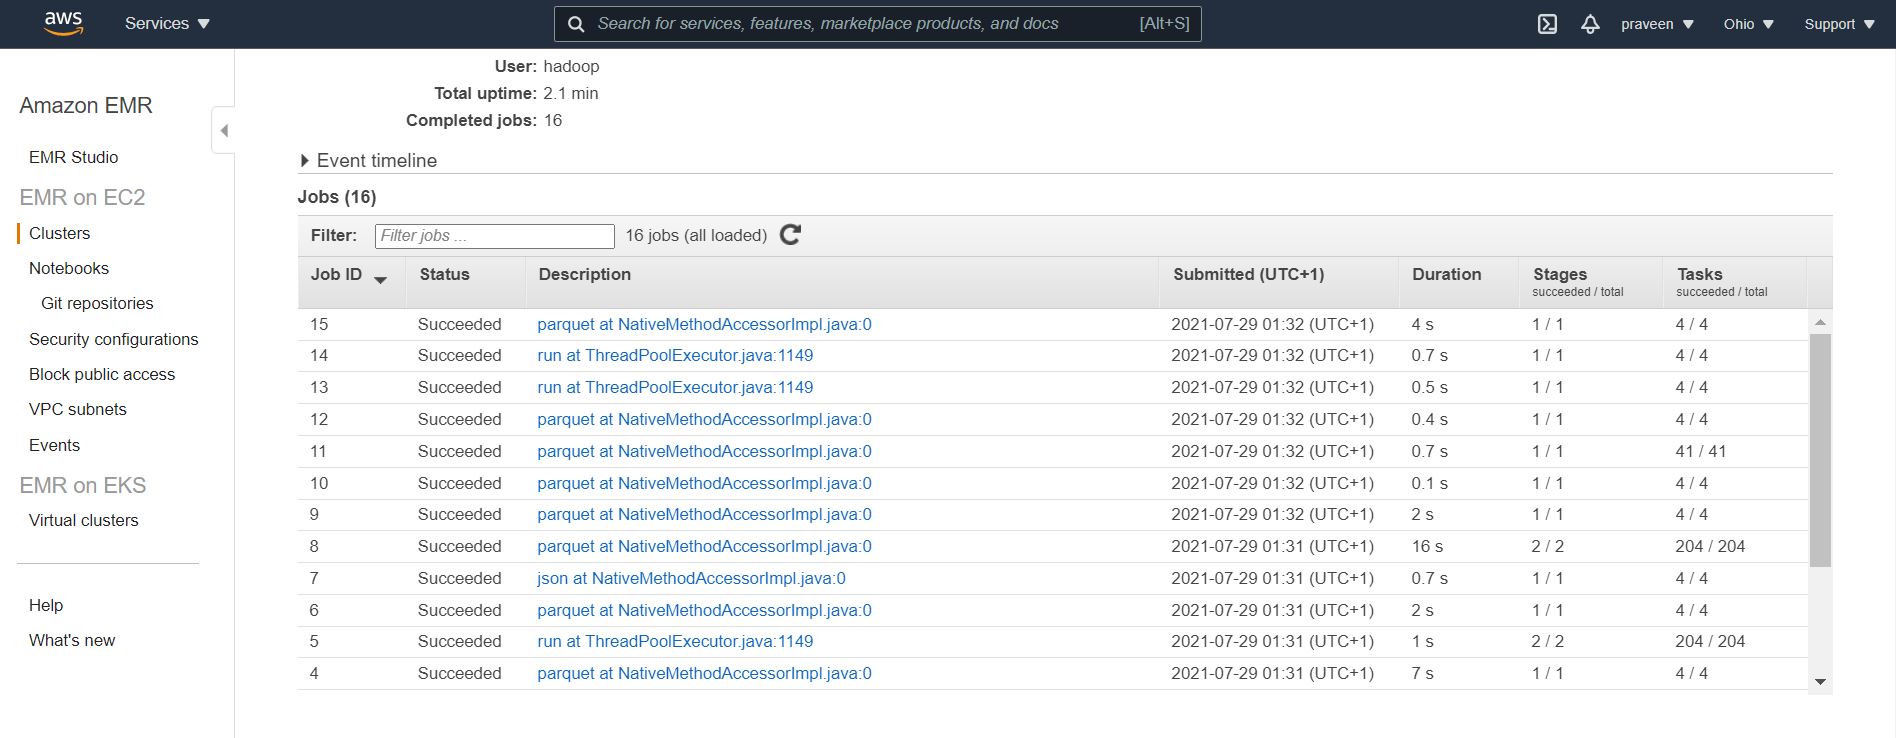 aws Services Search for services, features, marketplace products, and docs [Alt+S] praveen Ohio Support
Amazon EMR
EMR Studio
EMR on EC2
Clusters
Notebooks
Git repositories
Security configurations
Block public access
VPC subnets
Events
EMR on EKS
Virtual clusters
Help
What's new
User: hadoop
Total uptime: 2.1 min
Completed jobs: 16
Event timeline
Jobs (16)
Filter: Filter jobs ... 16 jobs (all loaded)
Job ID Status Description Submitted (UTC+1) Duration Stages Tasks
succeeded / total succeeded / total
15 Succeeded parquet at NativeMethodAccessorImpl.java:0 2021-07-29 01:32 (UTC+1) 4 s 1 / 1 4 / 4
14 Succeeded run at ThreadPoolExecutor.java:1149 2021-07-29 01:32 (UTC+1) 0.7 s 1 / 1 4 / 4
13 Succeeded run at ThreadPoolExecutor.java:1149 2021-07-29 01:32 (UTC+1) 0.5 s 1 / 1 4 / 4
12 Succeeded parquet at NativeMethodAccessorImpl.java:0 2021-07-29 01:32 (UTC+1) 0.4 s 1 / 1 4 / 4
11 Succeeded parquet at NativeMethodAccessorImpl.java:0 2021-07-29 01:32 (UTC+1) 0.7 s 1 / 1 41 / 41
10 Succeeded parquet at NativeMethodAccessorImpl.java:0 2021-07-29 01:32 (UTC+1) 0.1 s 1 / 1 4 / 4
9 Succeeded parquet at NativeMethodAccessorImpl.java:0 2021-07-29 01:32 (UTC+1) 2 s 1 / 1 4 / 4
8 Succeeded parquet at NativeMethodAccessorImpl.java:0 2021-07-29 01:31 (UTC+1) 16 s 2 / 2 204 / 204
7 Succeeded json at NativeMethodAccessorImpl.java:0 2021-07-29 01:31 (UTC+1) 0.7 s 1 / 1 4 / 4
6 Succeeded parquet at NativeMethodAccessorImpl.java:0 2021-07-29 01:31 (UTC+1) 2 s 1 / 1 4 / 4
5 Succeeded run at ThreadPoolExecutor.java:1149 2021-07-29 01:31 (UTC+1) 1 s 2 / 2 204 / 204
4 Succeeded parquet at NativeMethodAccessorImpl.java:0 2021-07-29 01:31 (UTC+1) 7 s 1 / 1 4 / 4